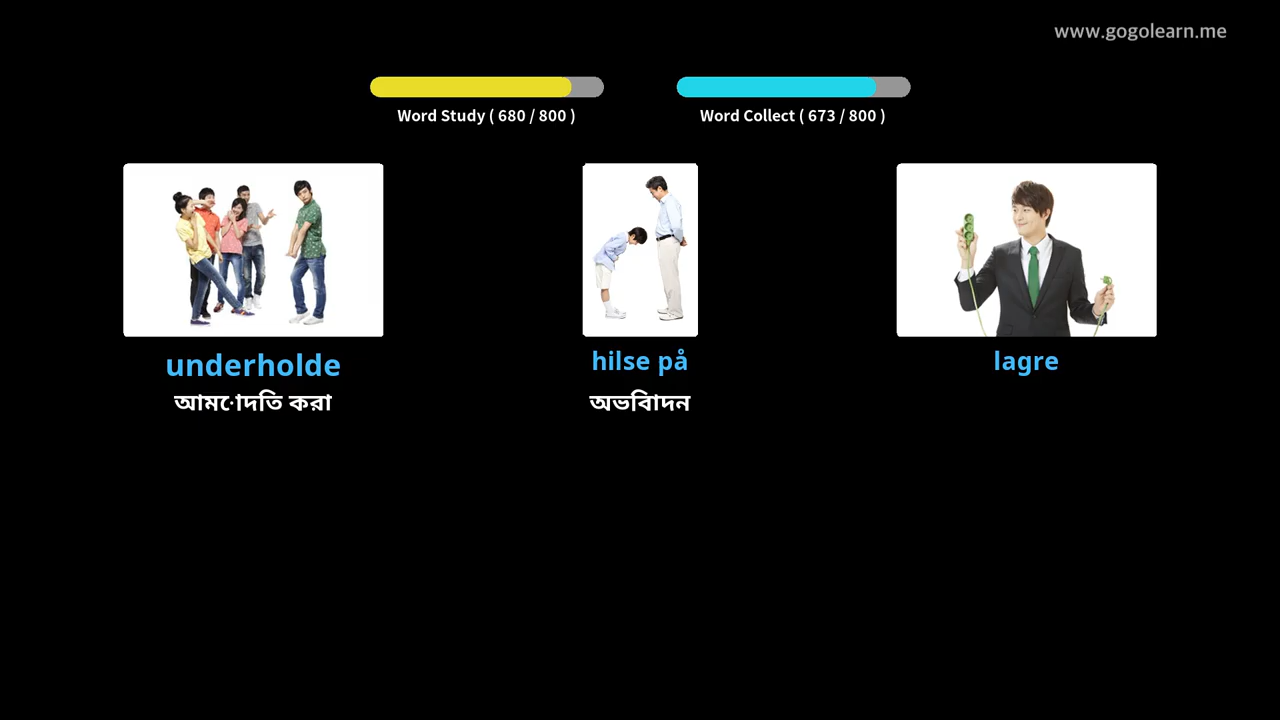 www.gogolearn.me
Word Study ( 680 / 800 )
Word Collect ( 673 / 800 )
underholde
hilse på
lagre
আমোদিত করা
অভিবাদন